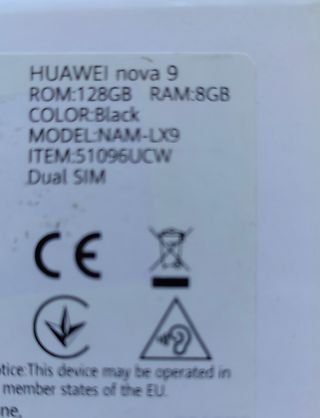 HUAWEI nova 9
ROM:128GB RAM:8GB
COLOR:Black
MODEL:NAM-LX9
ITEM:51096UCW
Dual SIM
CE
tice:This device may be operated in
member states of the EU.
ne,